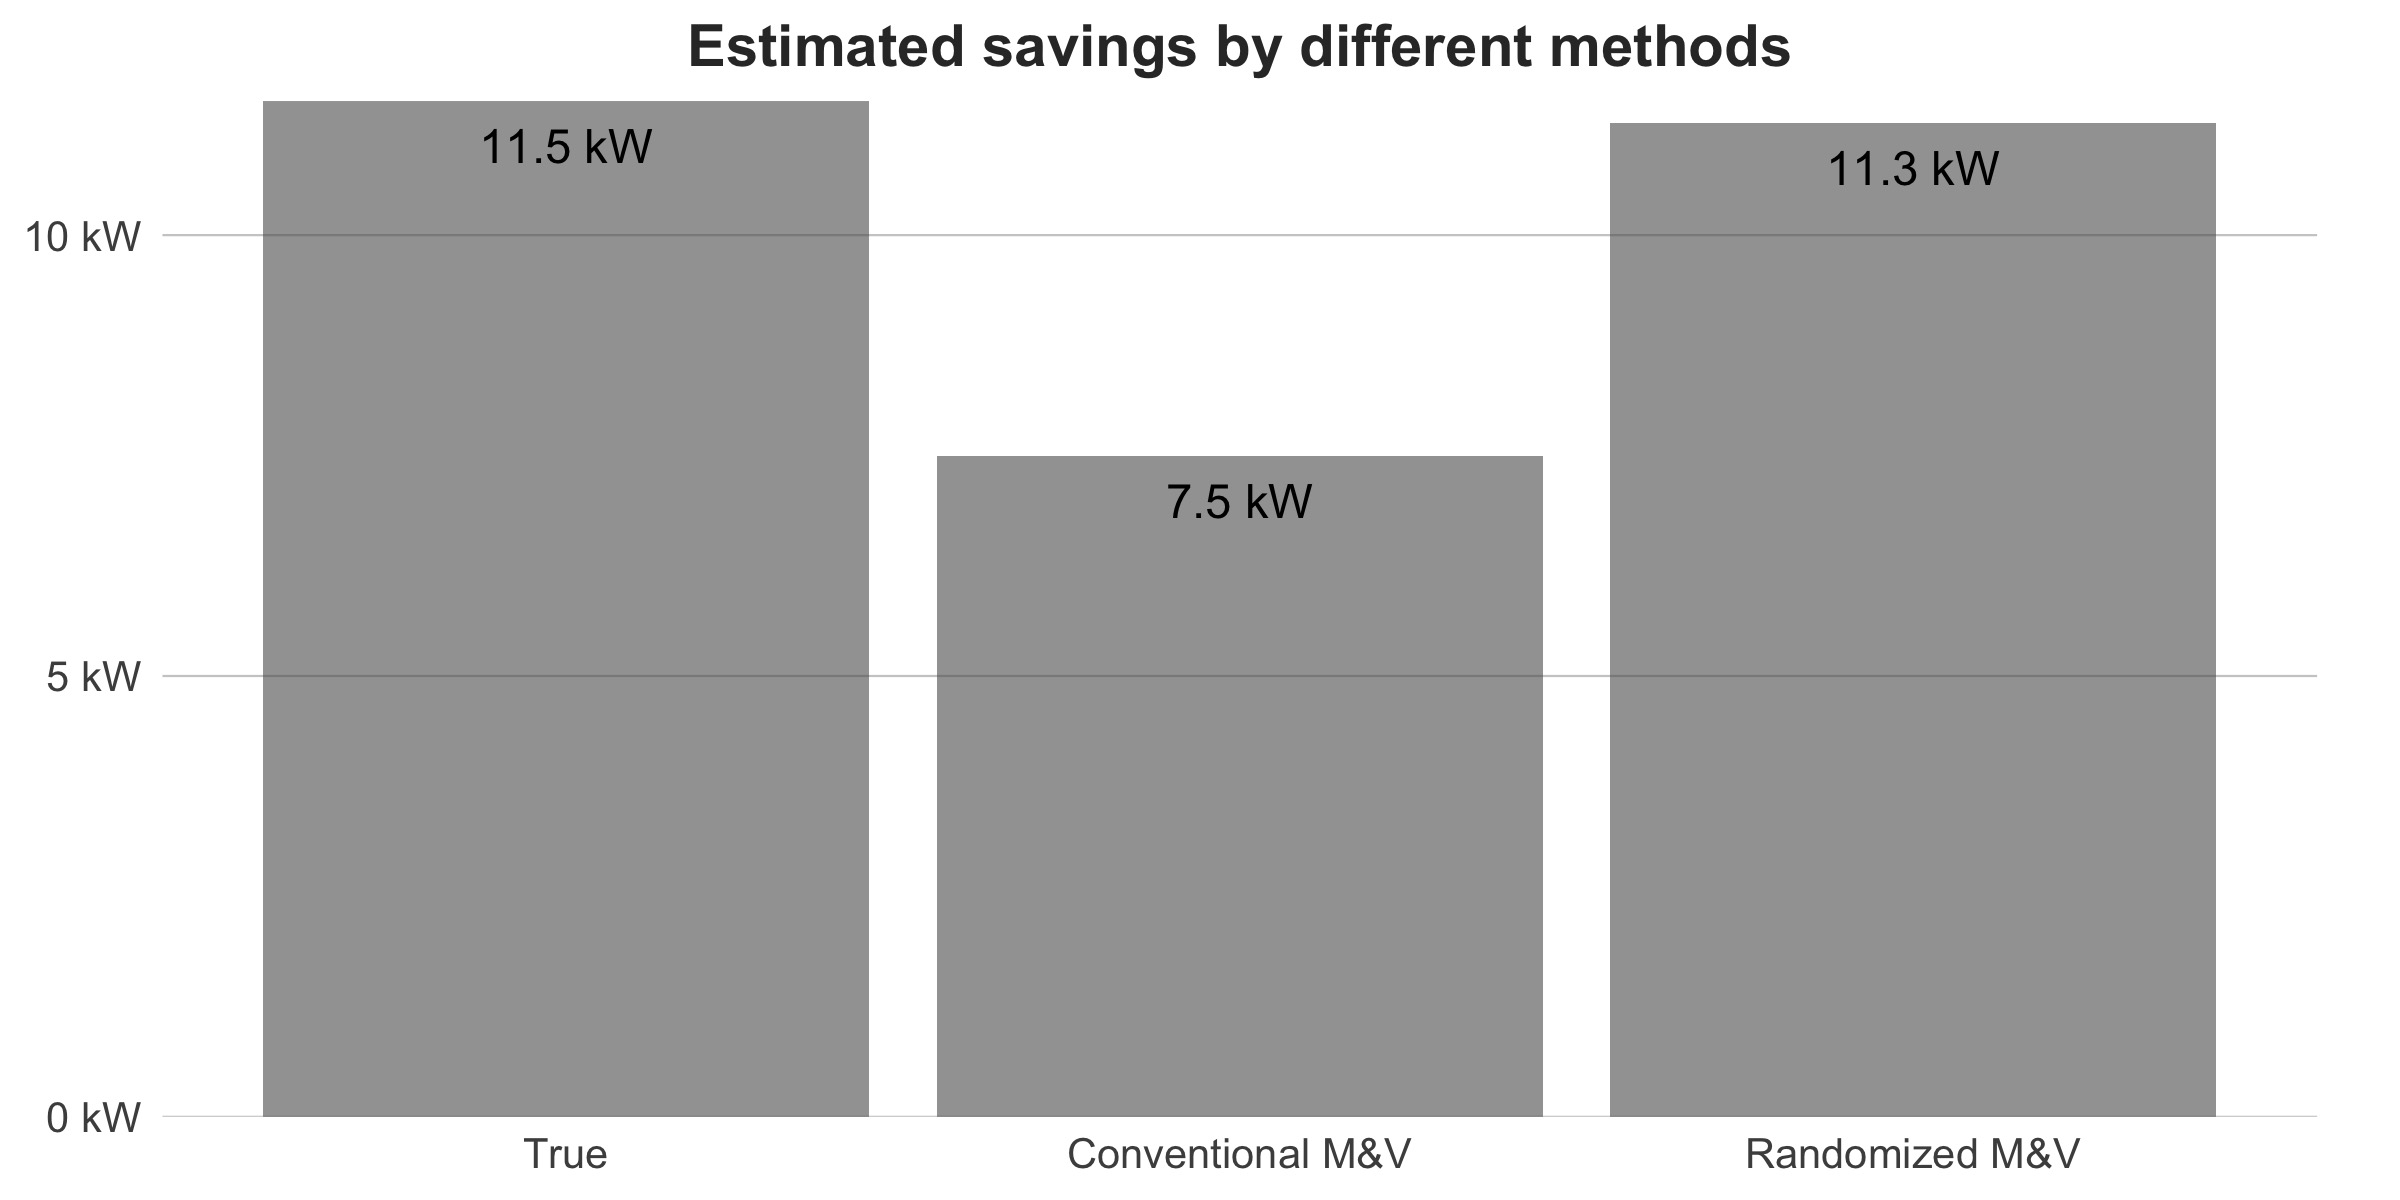 Estimated savings by different methods
11.5 kW
11.3 kW
10 kW
7.5 kW
5 kW
0 kW
True
Conventional M&V
Randomized M&V